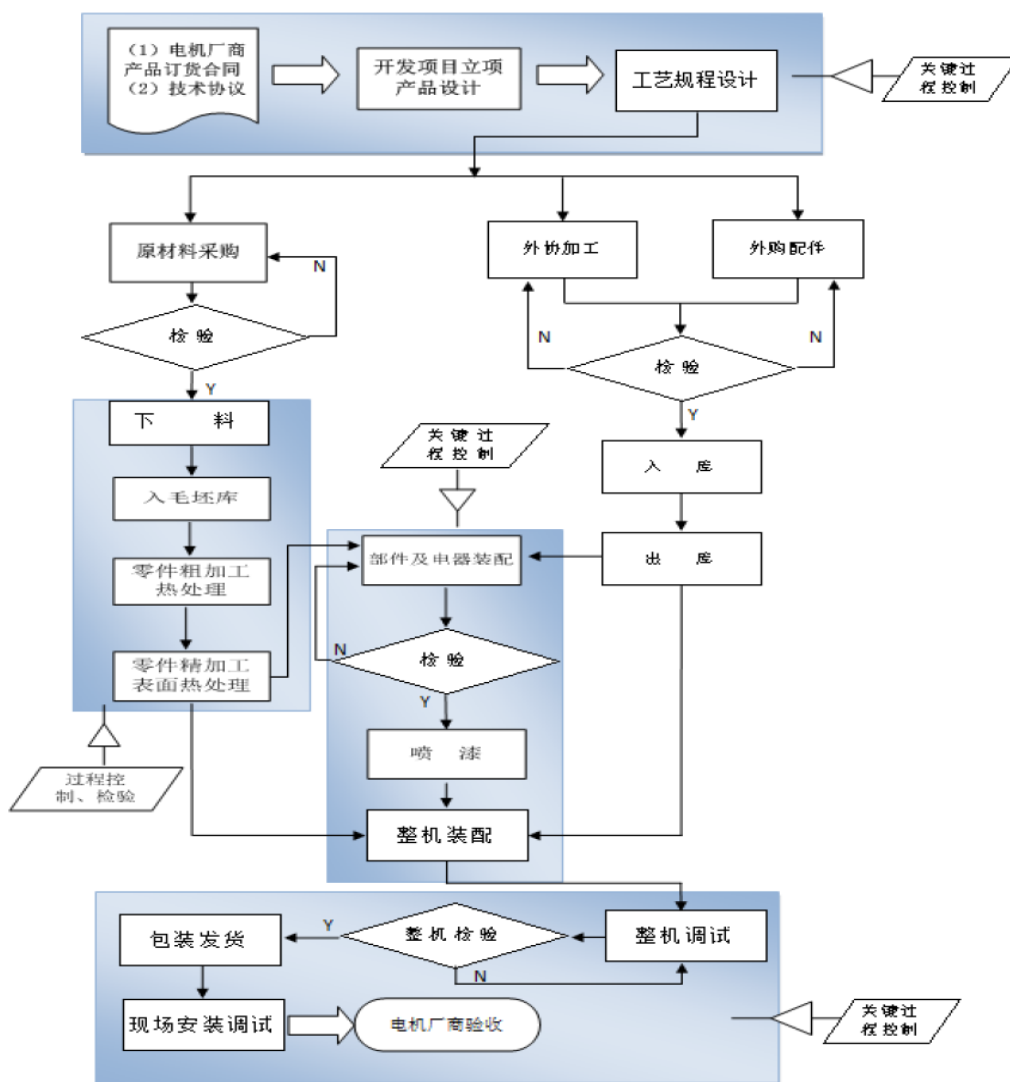 (1)电机厂商
产品订货合同
(2)技术协议
开发项目立项
产品设计
工艺规程设计
关键过
程控制
原材料采购
N
检验
Y
外协加工
外购配件
N
N
检验
Y
下 料
入毛坯库
零件粗加工
热处理
零件精加工
表面热处理
过程控
制、检验
关键过
程控制
入 库
出 库
部件及电器装配
N
检验
Y
喷 漆
整机装配
整机调试
整机检验
Y
N
包装发货
现场安装调试
电机厂商验收
关键过
程控制